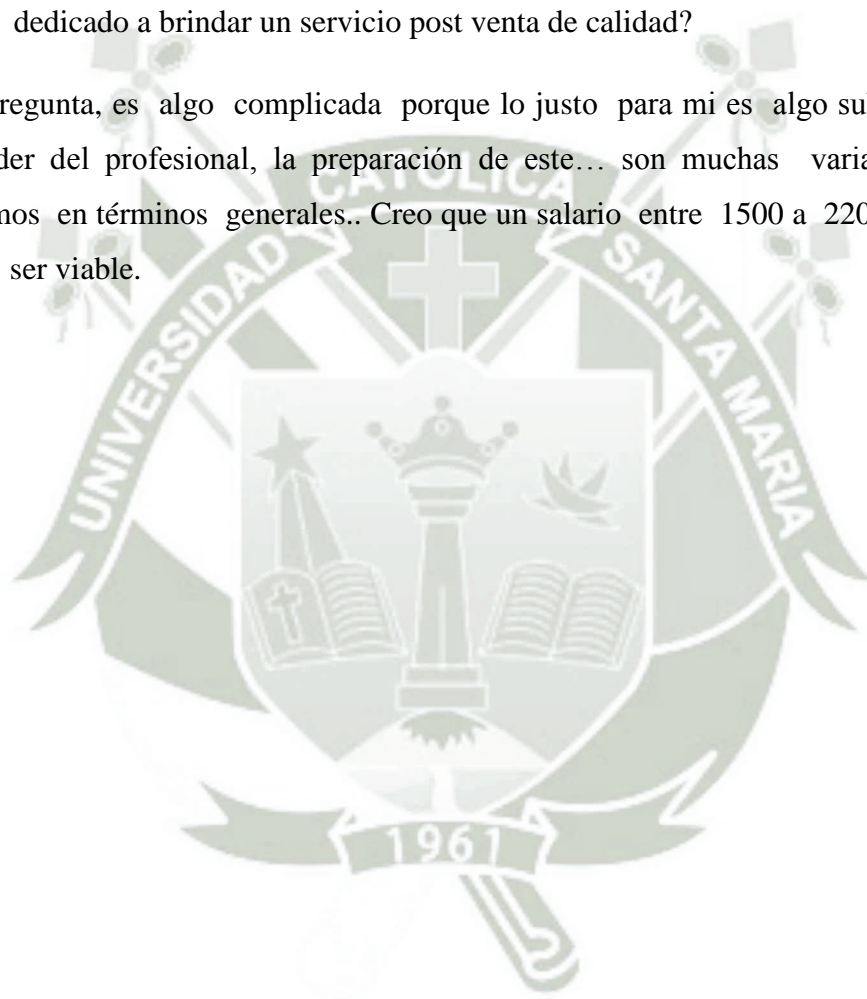 dedicado a brindar un servicio post venta de calidad?
regunta, es algo complicada porque lo justo para mi es algo su
der del profesional, la preparación de este… son muchas varia
nos en términos generales.. Creo que un salario entre 1500 a 220
ser viable.
UNIVERSIDAD CATOLICA SANTA MARIA
1961